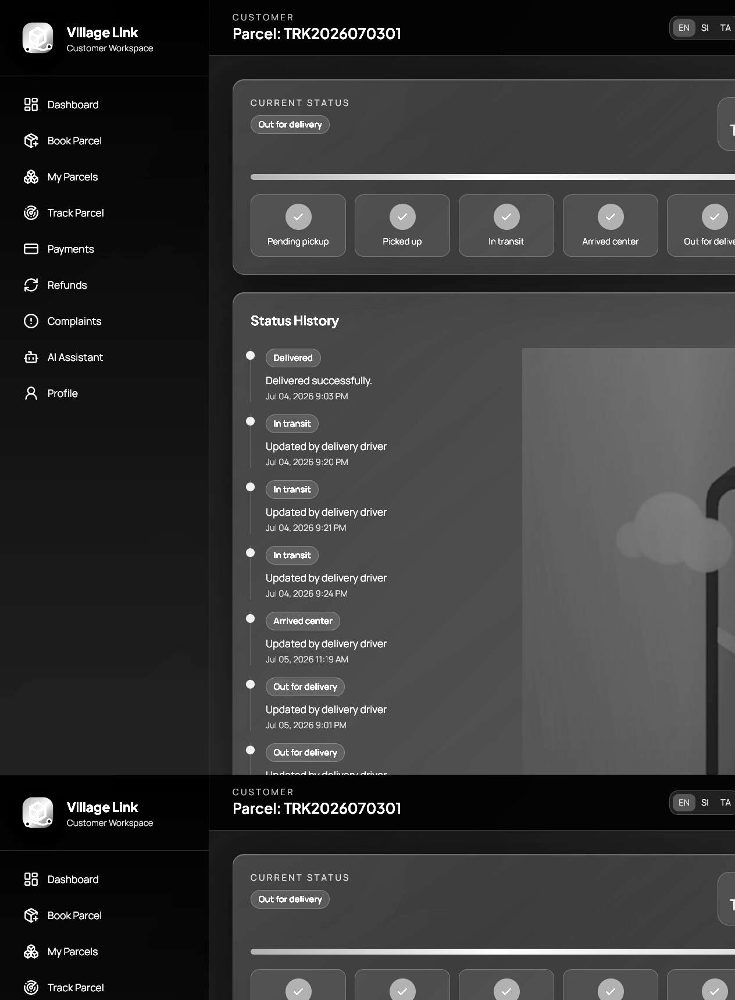 Village Link
Customer Workspace
Dashboard
Book Parcel
My Parcels
Track Parcel
Payments
Refunds
Complaints
AI Assistant
Profile
CUSTOMER
Parcel: TRK2026070301
EN SI TA
CURRENT STATUS
Out for delivery
T
Pending pickup
Picked up
In transit
Arrived center
Out for delive
Status History
Delivered
Delivered successfully.
Jul 04, 2026 9:03 PM
In transit
Updated by delivery driver
Jul 04, 2026 9:20 PM
In transit
Updated by delivery driver
Jul 04, 2026 9:21 PM
In transit
Updated by delivery driver
Jul 04, 2026 9:24 PM
Arrived center
Updated by delivery driver
Jul 05, 2026 11:19 AM
Out for delivery
Updated by delivery driver
Jul 05, 2026 9:01 PM
Out for delivery
Updated by delivery driver
Village Link
Customer Workspace
Dashboard
Book Parcel
My Parcels
Track Parcel
CUSTOMER
Parcel: TRK2026070301
EN SI TA
CURRENT STATUS
Out for delivery
T